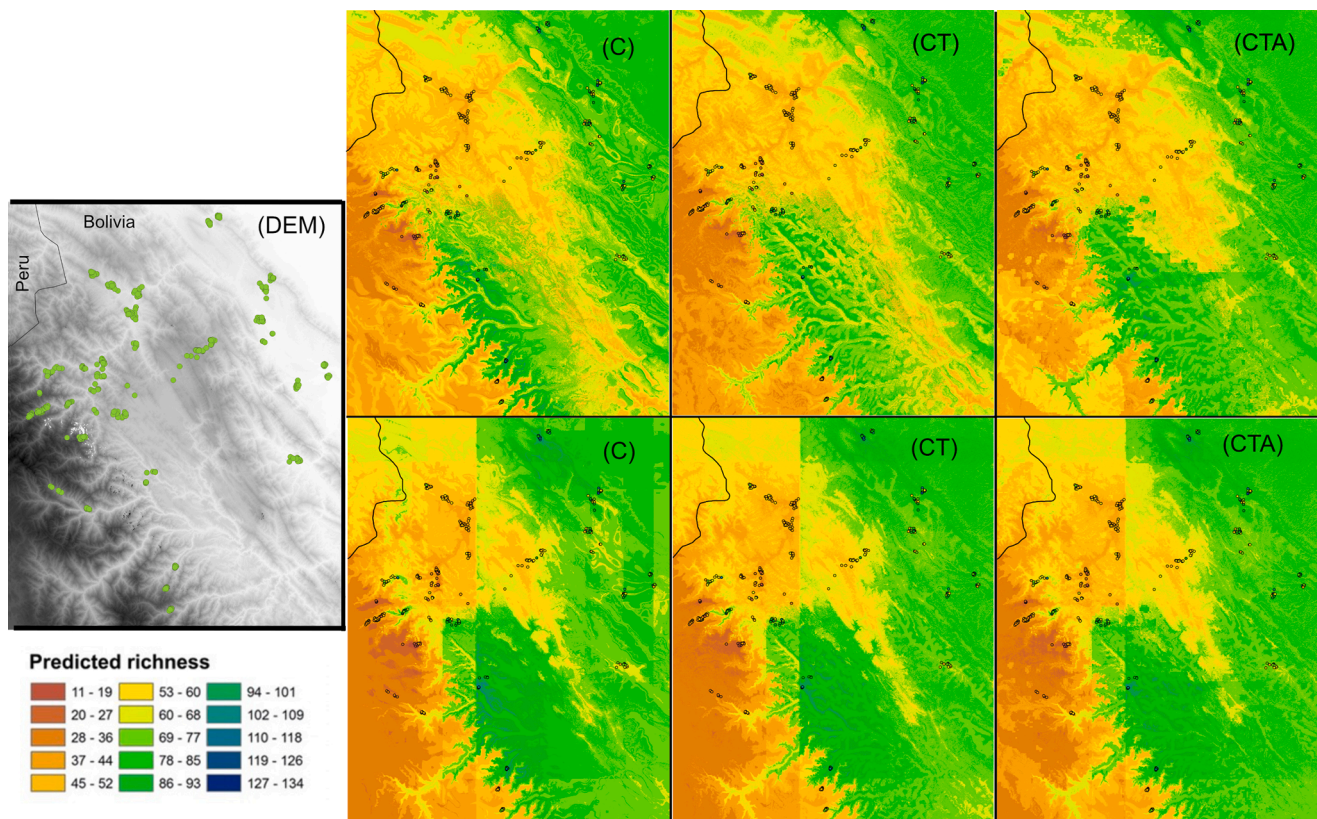 (C)
(CT)
(CTA)
Bolivia
(DEM)
Peru
(C)
(CT)
(CTA)
Predicted richness
11 - 19
53 - 60
94 - 101
20 - 27
60 - 68
102 - 109
28 - 36
69 - 77
110 - 118
37 - 44
78 - 85
119 - 126
45 - 52
86 - 93
127 - 134